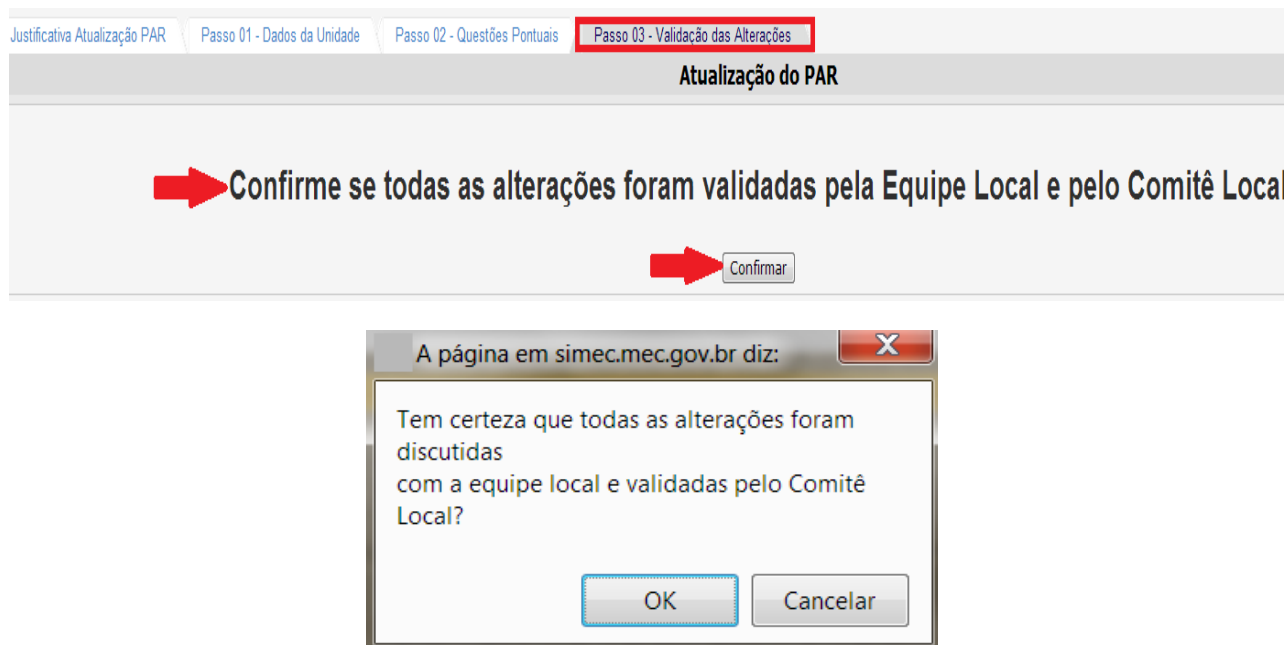 Justificativa Atualização PAR Passo 01 - Dados da Unidade Passo 02 - Questões Pontuais Passo 03 - Validação das Alterações
Atualização do PAR
Confirme se todas as alterações foram validadas pela Equipe Local e pelo Comitê Local
Confirmar
A página em simec.mec.gov.br diz:
Tem certeza que todas as alterações foram
discutidas
com a equipe local e validadas pelo Comitê
Local?
OK Cancelar